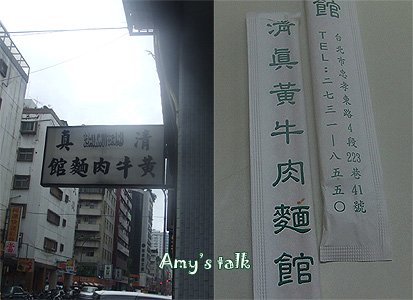 清真
黃牛肉麵館
Amy's talk
清眞黃牛肉麵館
館
台北市忠孝東路4段223巷41號
TEL:二七三一一八五五〇